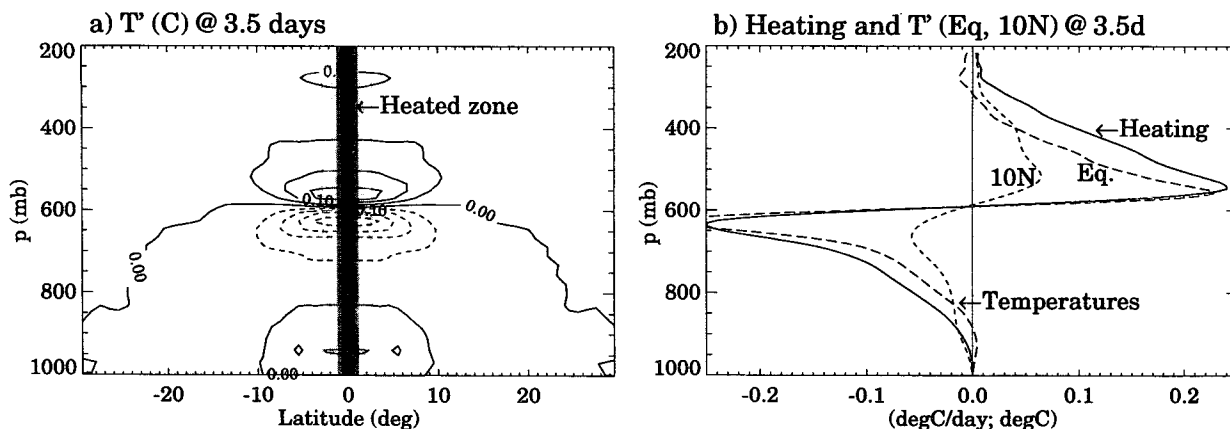 a) T' (C) @ 3.5 days
200
400
600
800
1000
p (mb)
-20
-10
0
10
20
Latitude (deg)
←Heated zone
0.00
0.00
0.10
0.00
b) Heating and T' (Eq, 10N) @ 3.5d
200
400
600
800
1000
p (mb)
-0.2
-0.1
0.0
0.1
0.2
(degC/day; degC)
←Heating
10N
Eq.
←Temperatures